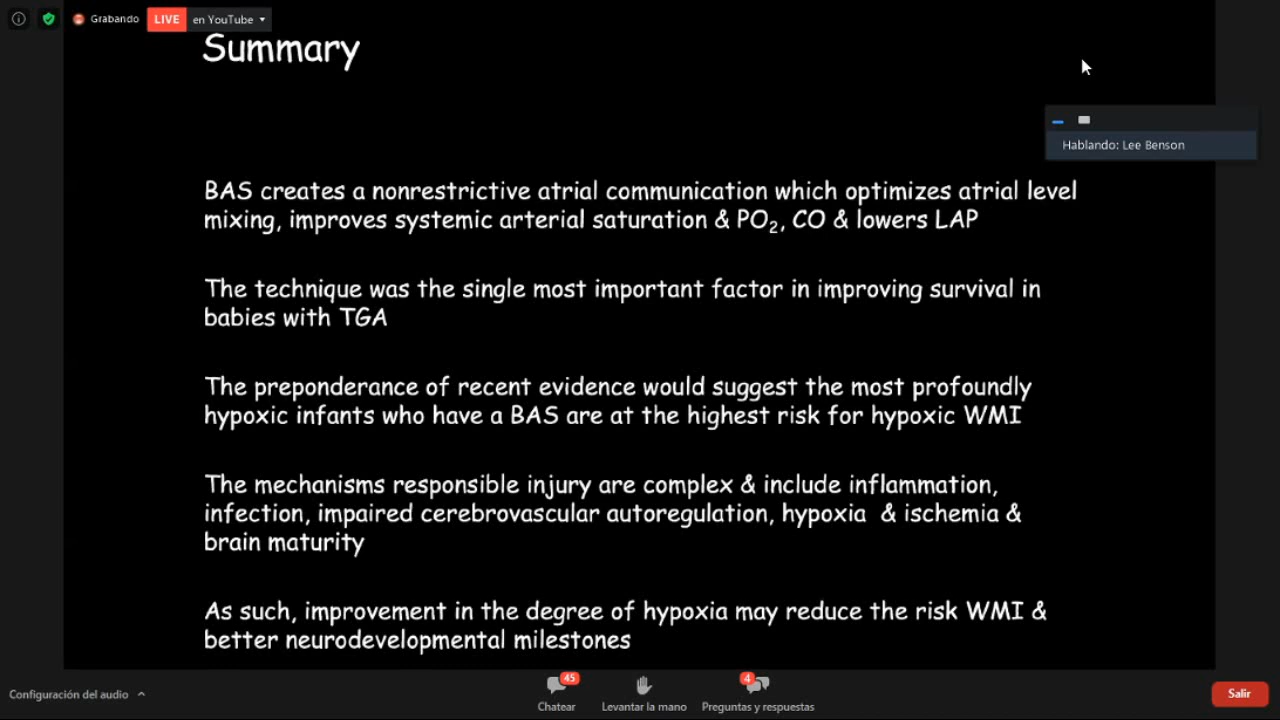 Grabando
LIVE
en YouTube
Summary
Hablando: Lee Benson
BAS creates a nonrestrictive atrial communication which optimizes atrial level
mixing, improves systemic arterial saturation & PO₂, CO & lowers LAP
The technique was the single most important factor in improving survival in
babies with TGA
The preponderance of recent evidence would suggest the most profoundly
hypoxic infants who have a BAS are at the highest risk for hypoxic WMI
The mechanisms responsible injury are complex & include inflammation,
infection, impaired cerebrovascular autoregulation, hypoxia & ischemia &
brain maturity
As such, improvement in the degree of hypoxia may reduce the risk WMI &
better neurodevelopmental milestones
Configuración del audio
45
Chatear
Levantar la mano
4
Preguntas y respuestas
Salir